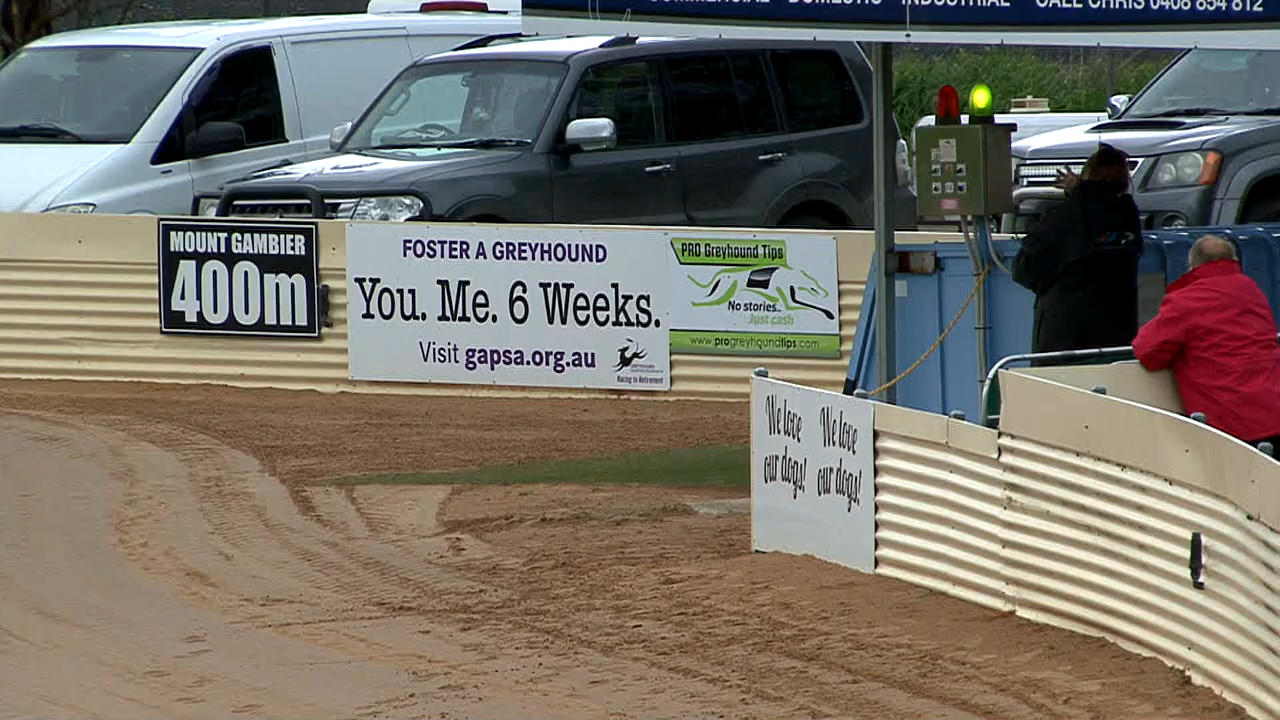 COMMERCIAL DOMESTIC INDUSTRIAL CALL CHRIS 0408 854 812
MOUNT GAMBIER
400m
FOSTER A GREYHOUND
You. Me. 6 Weeks.
Visit gapsa.org.au
Racing to Retirement
PRO Greyhound Tips
No stories..
Just cash
www.progreyhoundtips.com
We love
our dogs!
We love
our dogs!